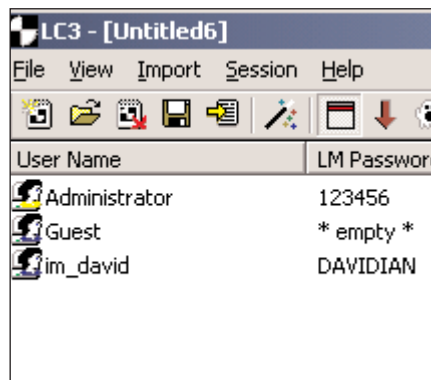 LC3 - [Untitled6]
File View Import Session Help
User Name LM Passwor
Administrator 123456
Guest * empty *
im_david DAVIDIAN